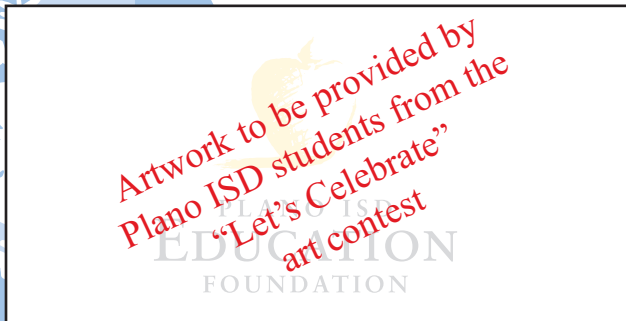 Artwork to be provided by
Plano ISD students from the
“Let’s Celebrate”
art contest
PLANO ISD
EDUCATION
FOUNDATION